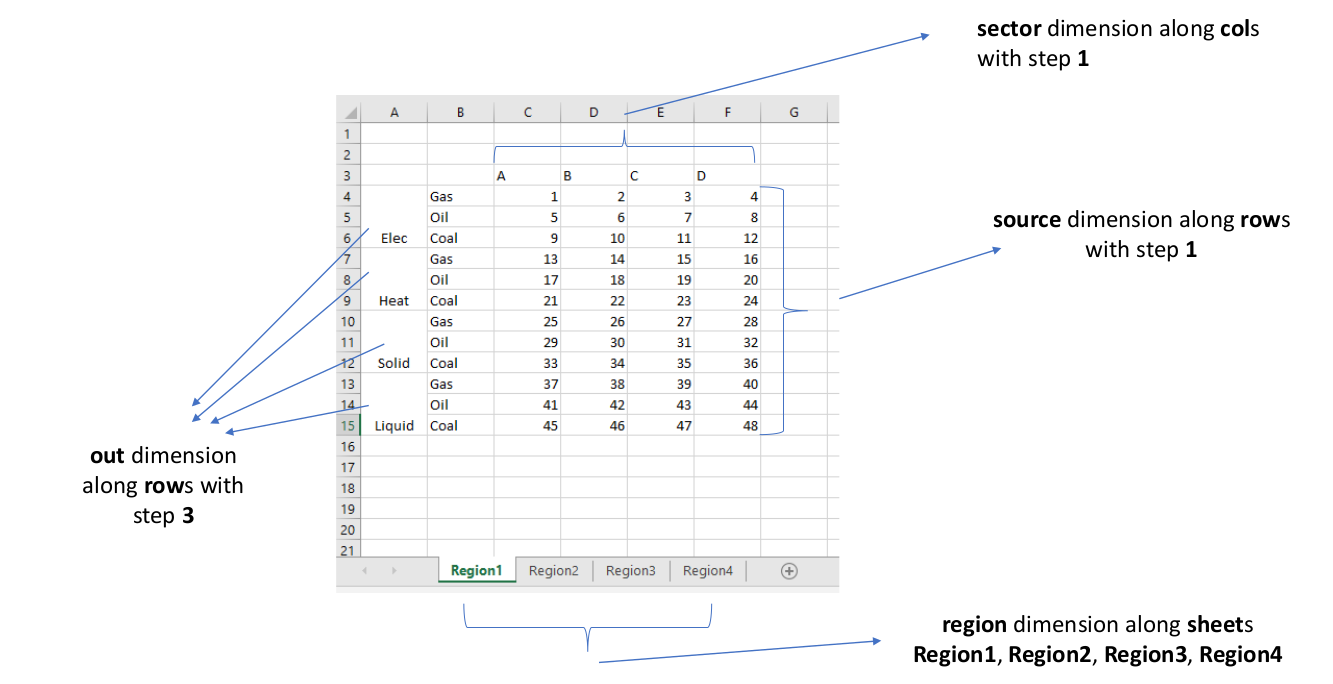 sector dimension along cols
with step 1
A B C D E F G
1
2
3 A B C D
4 Gas 1 2 3 4
5 Oil 5 6 7 8
6 Elec Coal 9 10 11 12
7 Gas 13 14 15 16
8 Oil 17 18 19 20
9 Heat Coal 21 22 23 24
10 Gas 25 26 27 28
11 Oil 29 30 31 32
12 Solid Coal 33 34 35 36
13 Gas 37 38 39 40
14 Oil 41 42 43 44
15 Liquid Coal 45 46 47 48
16
17
18
19
20
21
source dimension along rows
with step 1
out dimension
along rows with
step 3
Region1 Region2 Region3 Region4
region dimension along sheets
Region1, Region2, Region3, Region4